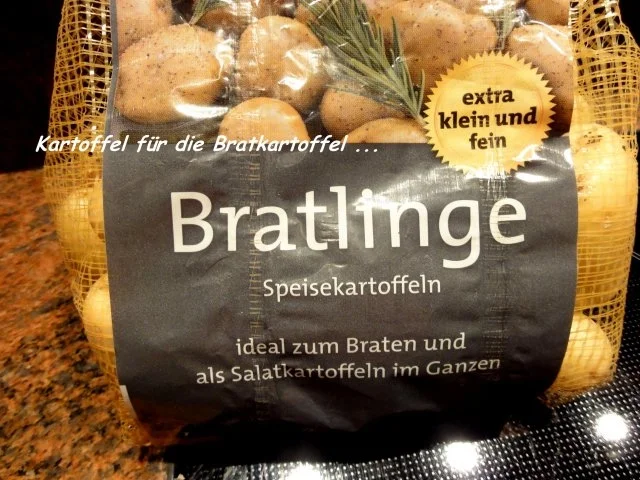 extra
klein und
fein
Kartoffel für die Bratkartoffel ...
Bratlinge
Speisekartoffeln
ideal zum Braten und
als Salatkartoffeln im Ganzen